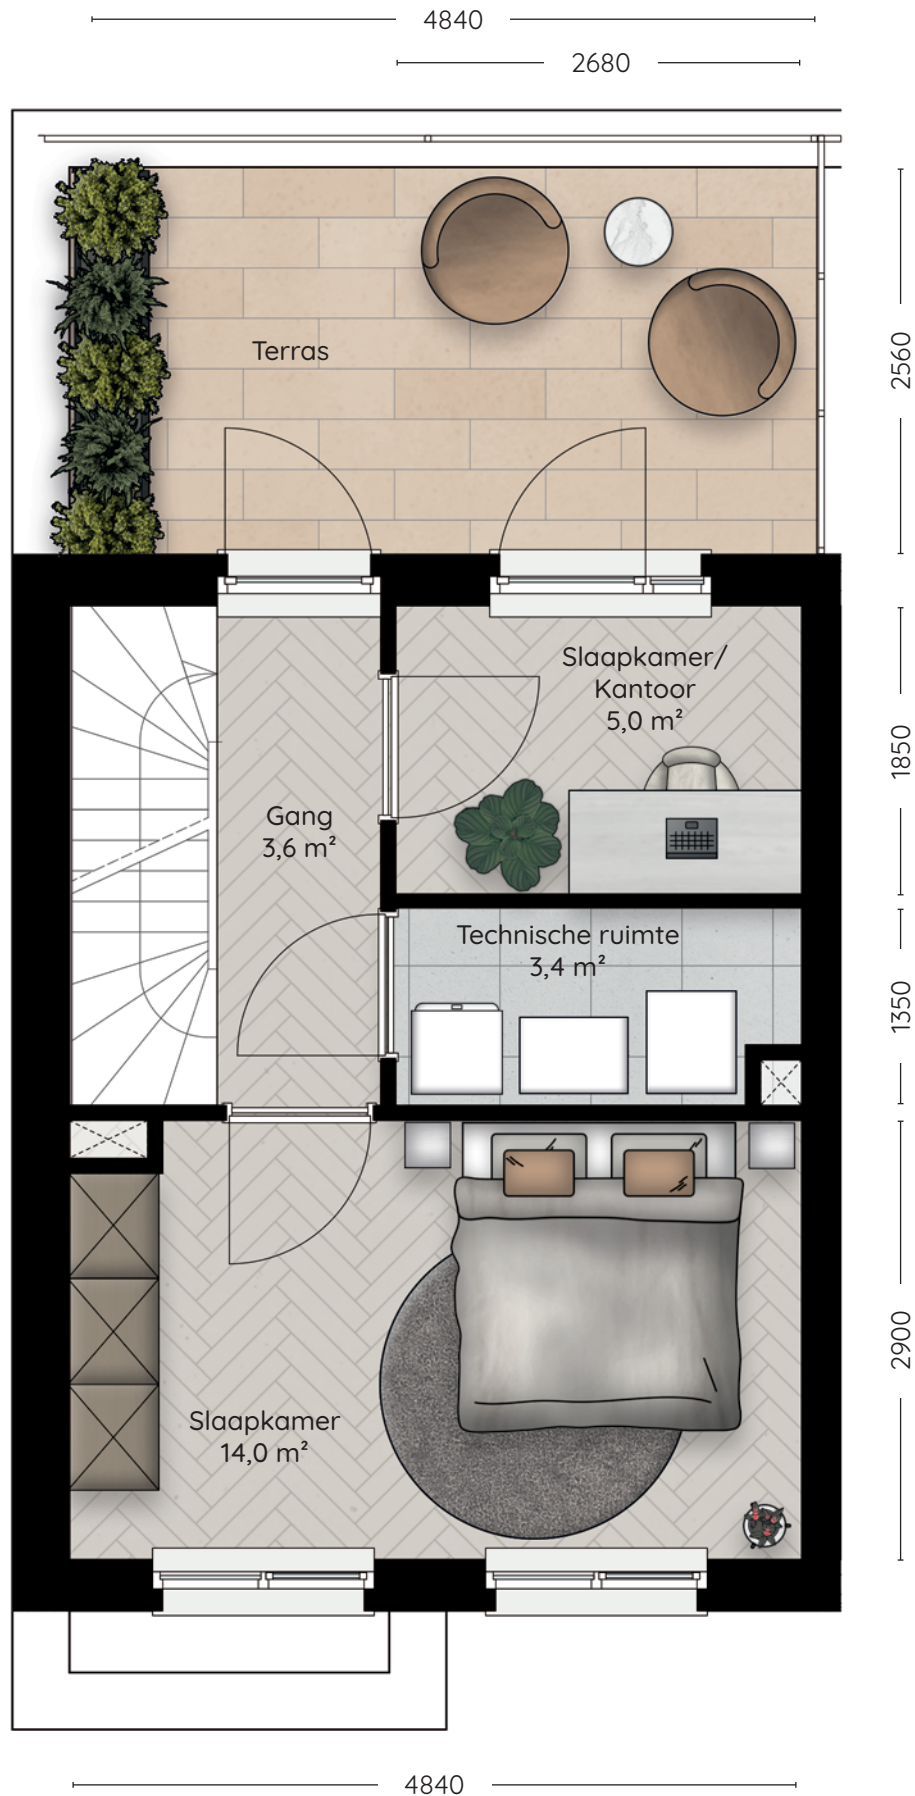 4840
2680
Terras
2560
Slaapkamer/
Kantoor
5,0 m²
1850
Gang
3,6 m²
Technische ruimte
3,4 m²
1350
2900
Slaapkamer
14,0 m²
4840